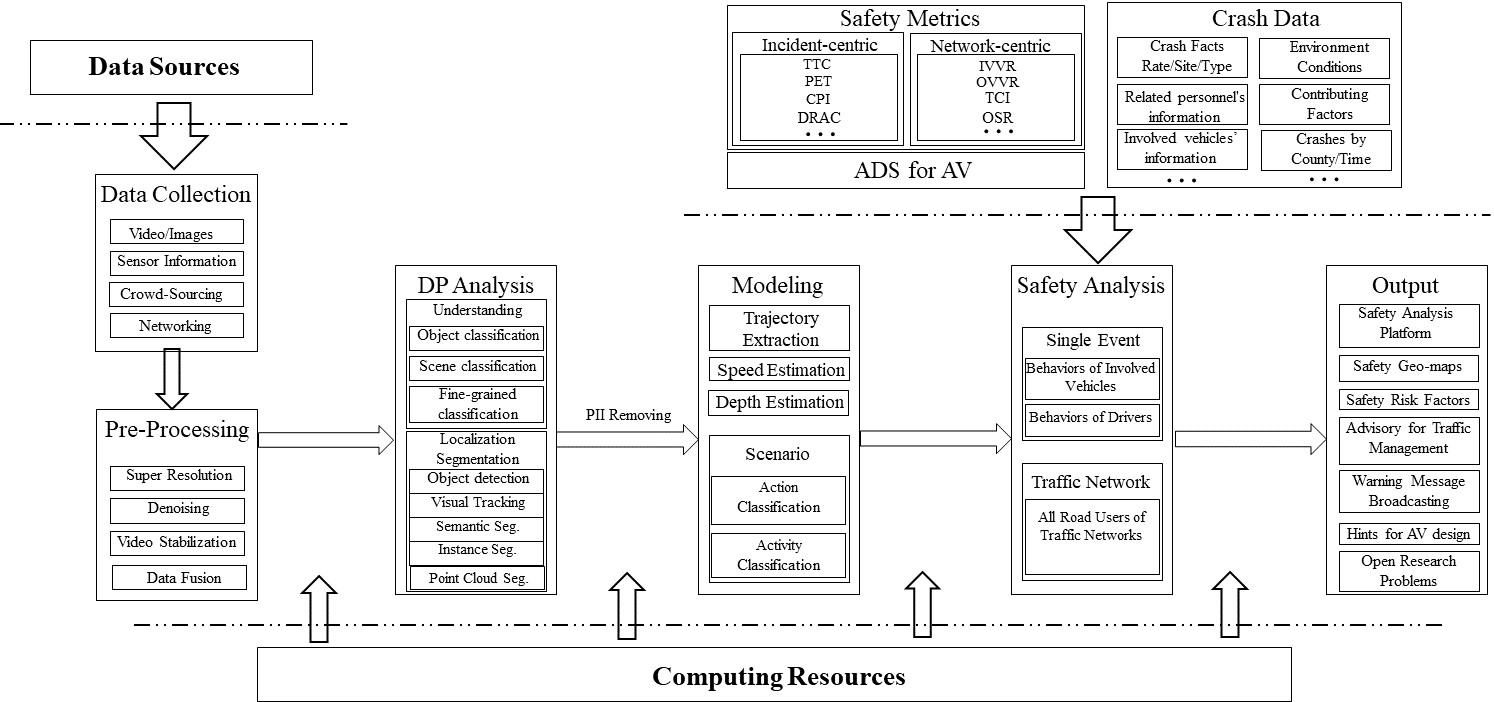 Data Sources
Data Collection
Video/Images
Sensor Information
Crowd-Sourcing
Networking
Pre-Processing
Super Resolution
Denoising
Video Stabilization
Data Fusion
DP Analysis
Understanding
Object classification
Scene classification
Fine-grained
classification
Localization
Segmentation
Object detection
Visual Tracking
Semantic Seg.
Instance Seg.
Point Cloud Seg.
PII Removing
Modeling
Trajectory
Extraction
Speed Estimation
Depth Estimation
Scenario
Action
Classification
Activity
Classification
Safety Metrics
Incident-centric
TTC
PET
CPI
DRAC
• • •
Network-centric
IVVR
OVVR
TCI
OSR
• • •
ADS for AV
Crash Data
Crash Facts
Rate/Site/Type
Related personnel's
information
Involved vehicles’
information
• • •
Environment
Conditions
Contributing
Factors
Crashes by
County/Time
• • •
Safety Analysis
Single Event
Behaviors of Involved
Vehicles
Behaviors of Drivers
Traffic Network
All Road Users of
Traffic Networks
Output
Safety Analysis
Platform
Safety Geo-maps
Safety Risk Factors
Advisory for Traffic
Management
Warning Message
Broadcasting
Hints for AV design
Open Research
Problems
Computing Resources